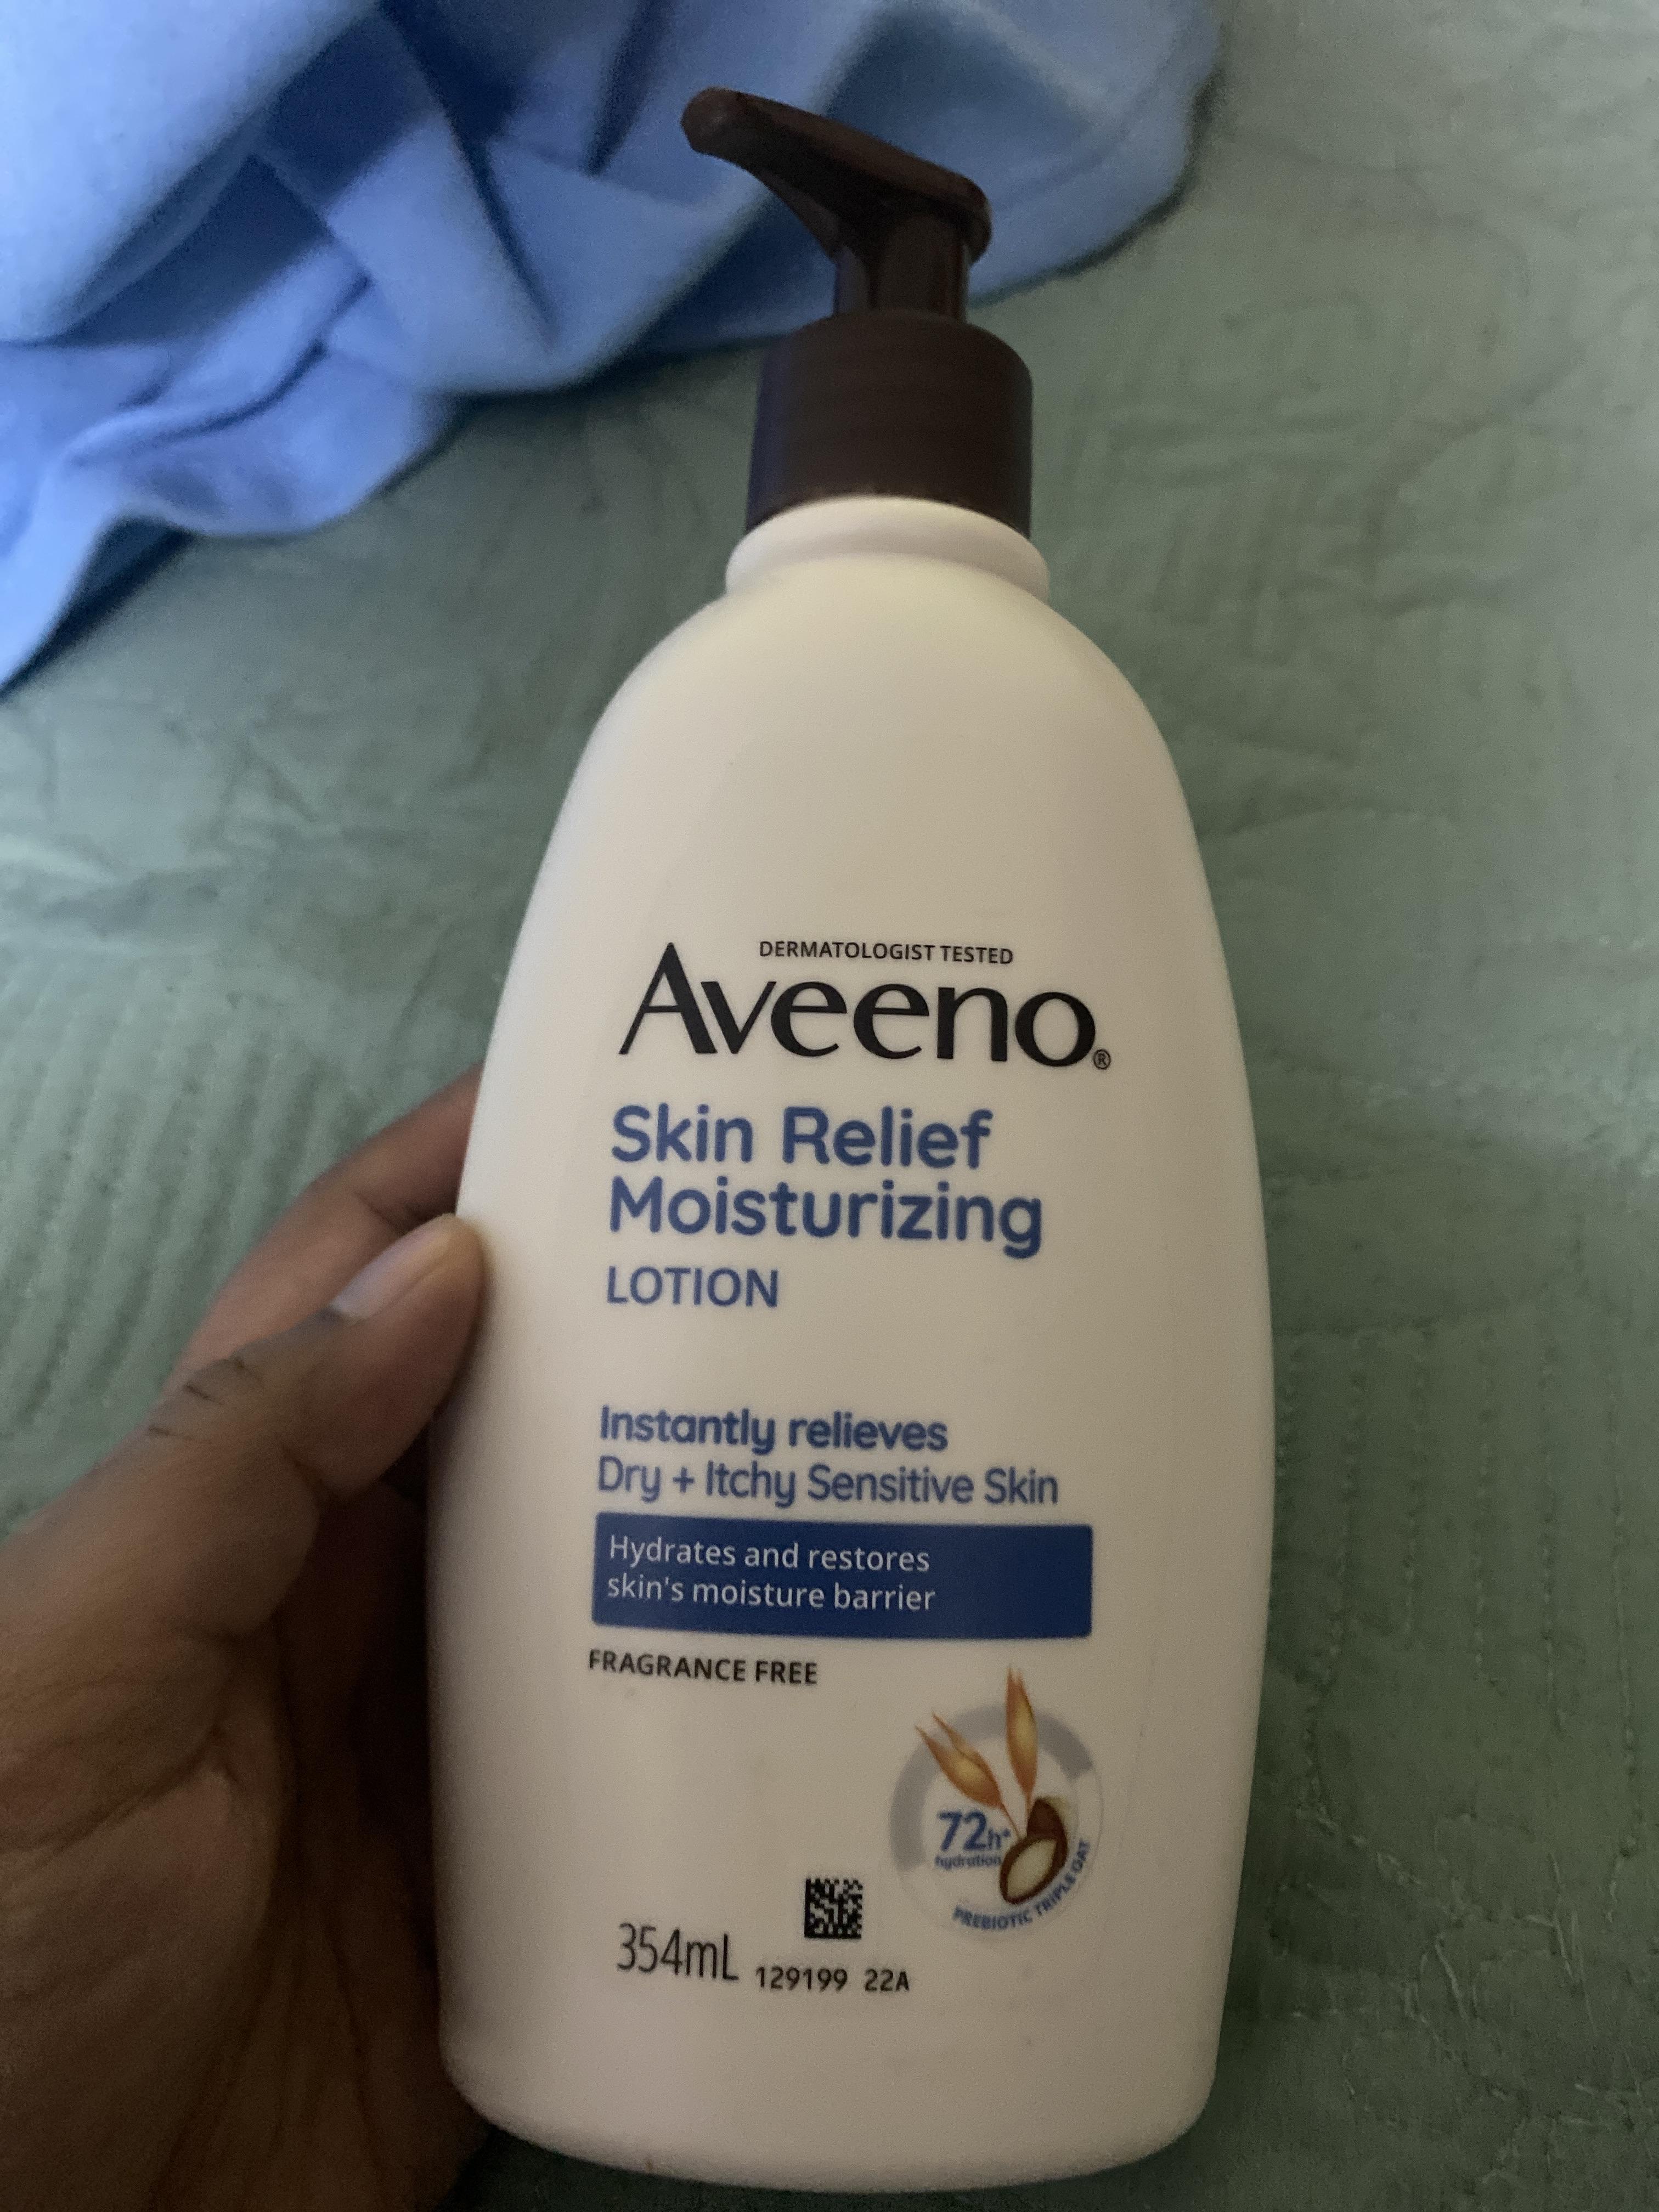 DERMATOLOGIST TESTED
Aveeno®
Skin Relief
Moisturizing
LOTION
Instantly relieves
Dry + Itchy Sensitive Skin
Hydrates and restores
skin's moisture barrier
FRAGRANCE FREE
72h*
hydration
PREBIOTIC TRIPLE OAT
354mL
129199 22A